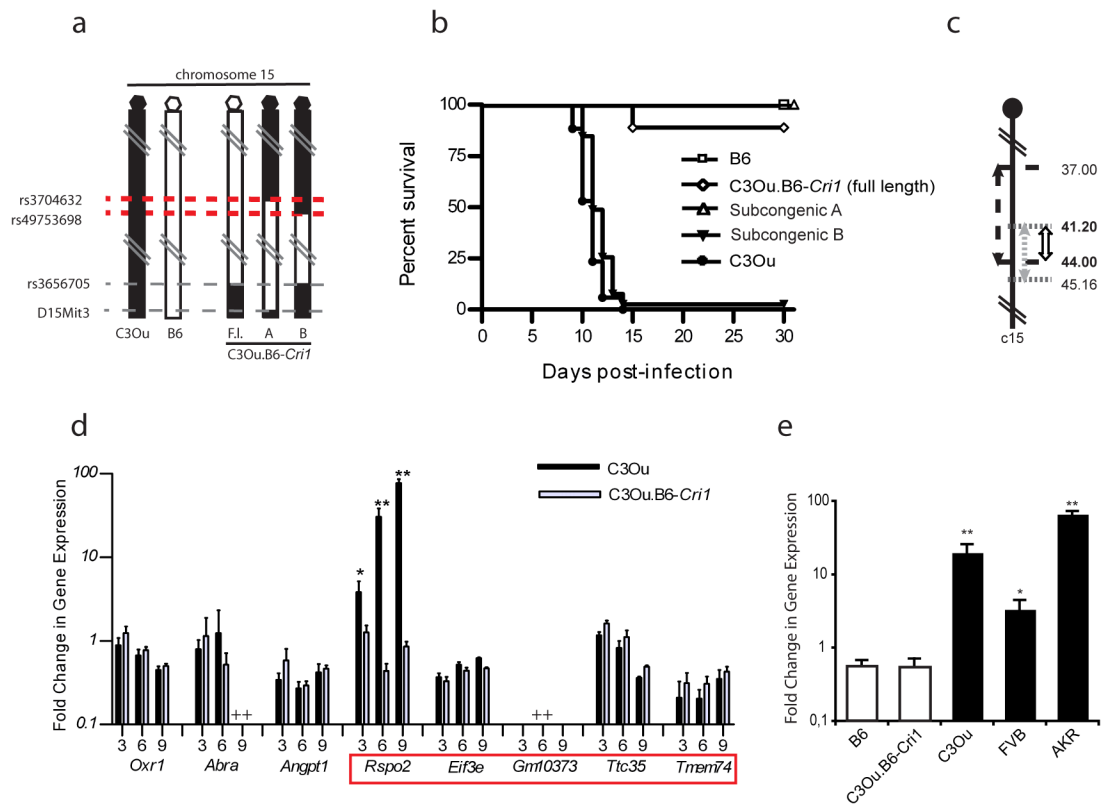 a
chromosome 15
rs3704632
rs49753698
rs3656705
D15Mit3
C3Ou B6 F.I. A B
C3Ou.B6-Cri1
b
Percent survival
100
75
50
25
0
0 5 10 15 20 25 30
Days post-infection
B6
C3Ou.B6-Cri1 (full length)
Subcongenic A
Subcongenic B
C3Ou
c
37.00
41.20
44.00
45.16
c15
d
Fold Change in Gene Expression
100
10
1
0.1
C3Ou
C3Ou.B6-Cri1
* ** **
++ ++
3 6 9 3 6 9 3 6 9 3 6 9 3 6 9 3 6 9 3 6 9 3 6 9
Oxr1 Abra Angpt1 Rspo2 Eif3e Gm10373 Ttc35 Tmem74
e
Fold Change in Gene Expression
100
10
1
0.1
** * **
B6 C3Ou.B6-Cri1 C3Ou FVB AKR